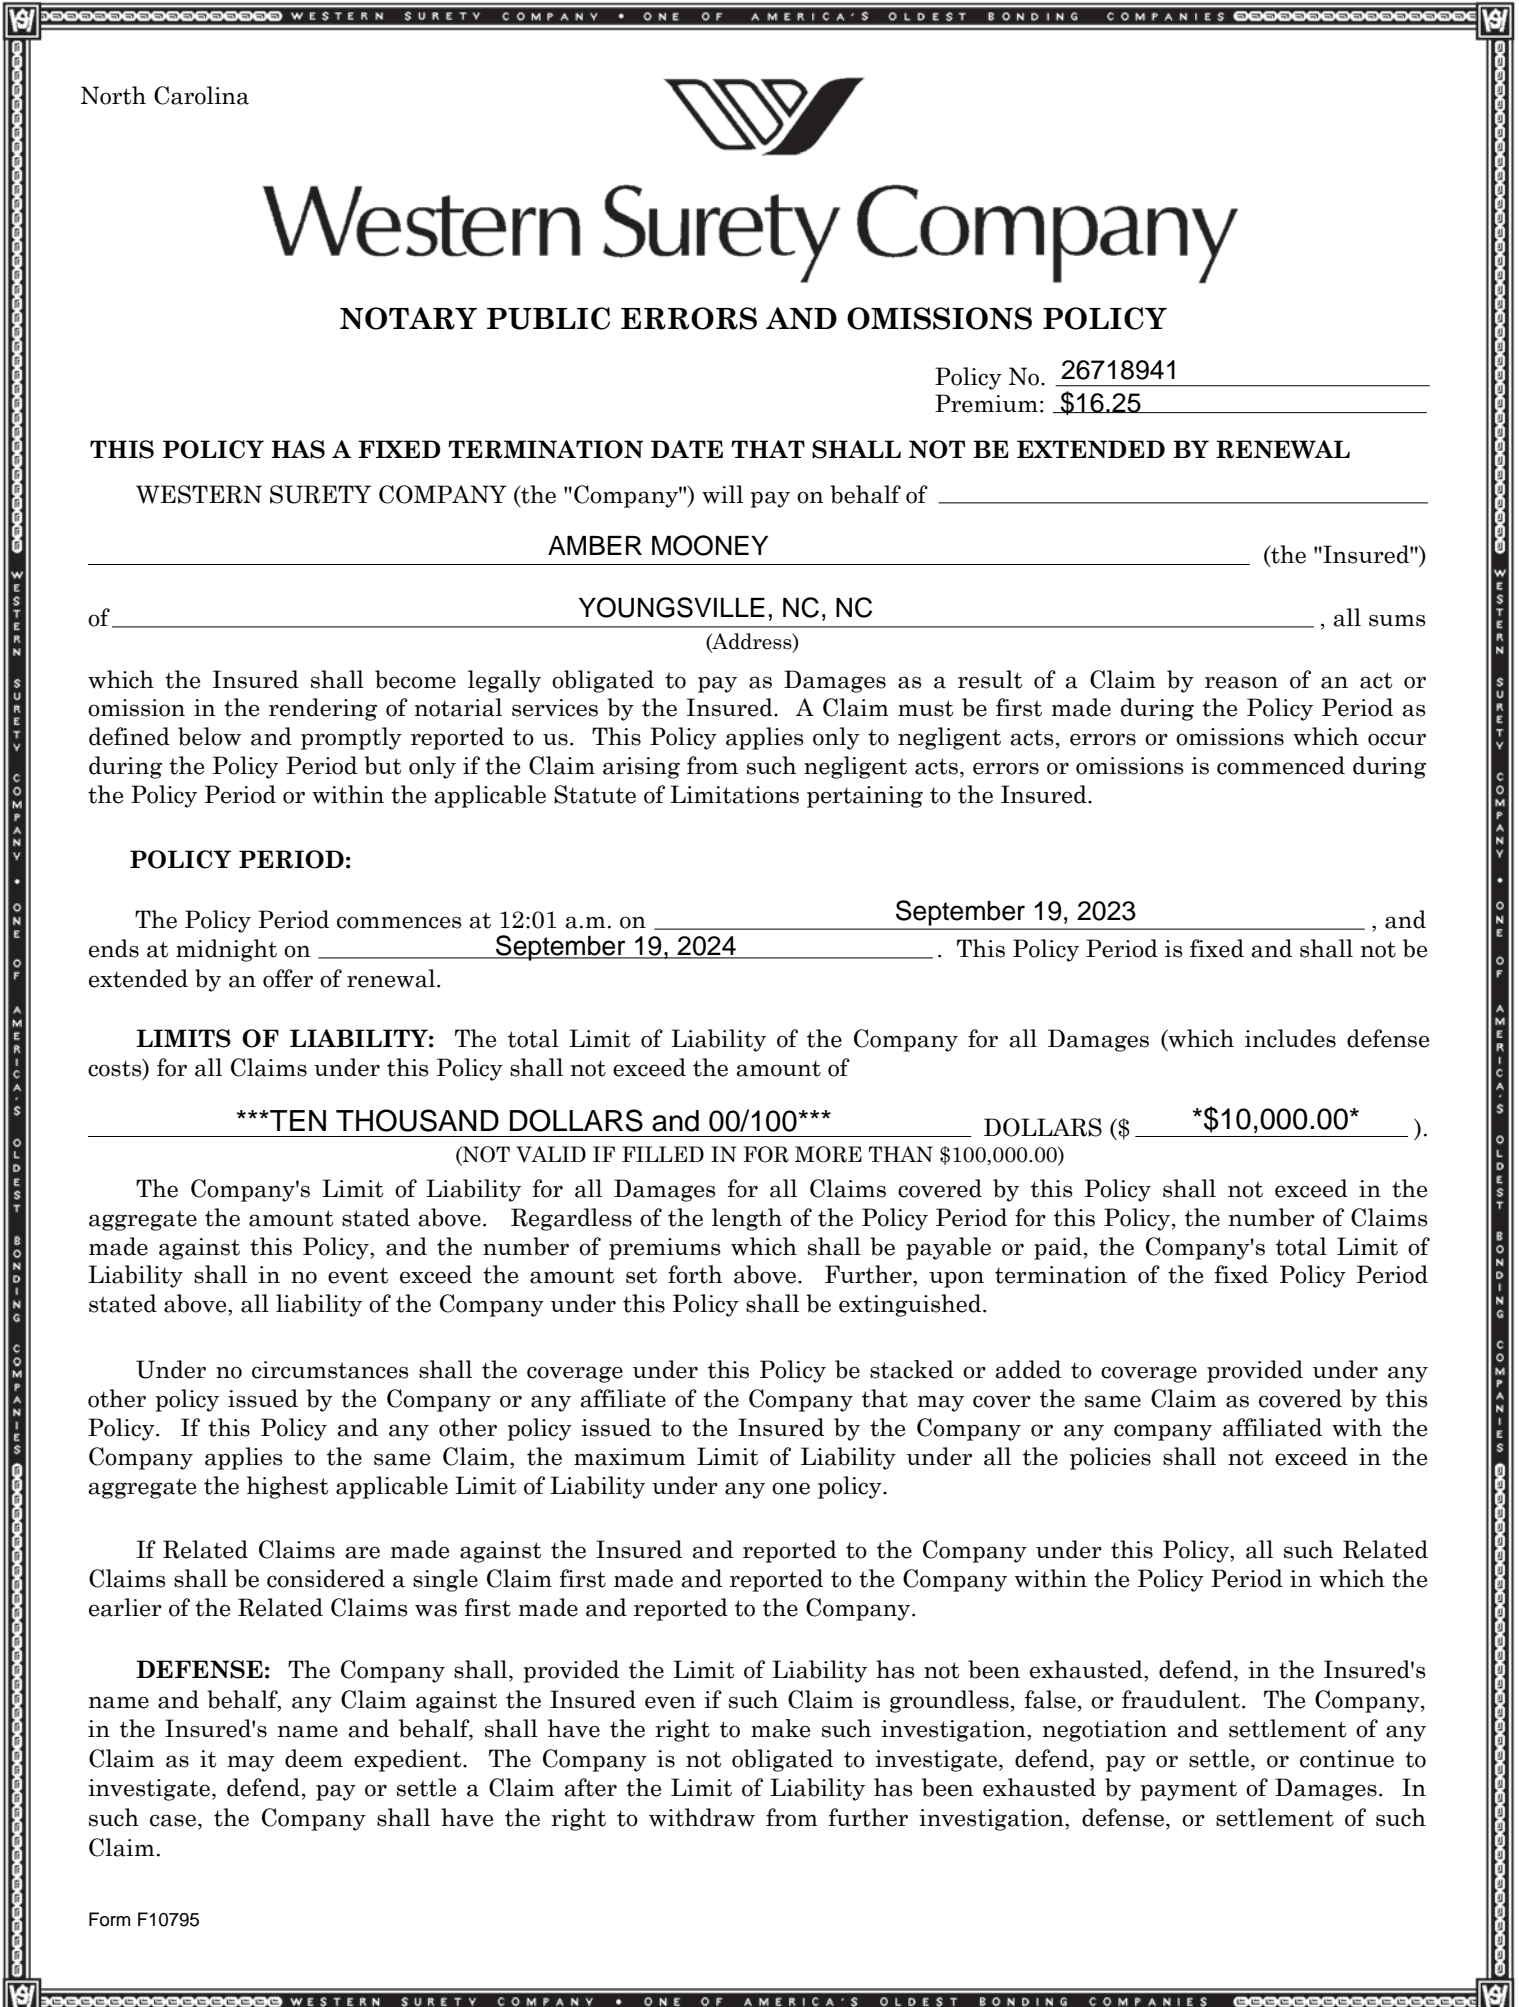 WESTERN SURETY COMPANY • ONE OF AMERICA'S OLDEST BONDING COMPANIES
North Carolina
Western Surety Company
NOTARY PUBLIC ERRORS AND OMISSIONS POLICY
Policy No. 26718941
Premium: $16.25
THIS POLICY HAS A FIXED TERMINATION DATE THAT SHALL NOT BE EXTENDED BY RENEWAL
WESTERN SURETY COMPANY (the "Company") will pay on behalf of
AMBER MOONEY (the "Insured")
of YOUNGSVILLE, NC, NC , all sums
(Address)
which the Insured shall become legally obligated to pay as Damages as a result of a Claim by reason of an act or
omission in the rendering of notarial services by the Insured. A Claim must be first made during the Policy Period as
defined below and promptly reported to us. This Policy applies only to negligent acts, errors or omissions which occur
during the Policy Period but only if the Claim arising from such negligent acts, errors or omissions is commenced during
the Policy Period or within the applicable Statute of Limitations pertaining to the Insured.
POLICY PERIOD:
The Policy Period commences at 12:01 a.m. on September 19, 2023 , and
ends at midnight on September 19, 2024 . This Policy Period is fixed and shall not be
extended by an offer of renewal.
LIMITS OF LIABILITY: The total Limit of Liability of the Company for all Damages (which includes defense
costs) for all Claims under this Policy shall not exceed the amount of
***TEN THOUSAND DOLLARS and 00/100*** DOLLARS ($ *$10,000.00* ).
(NOT VALID IF FILLED IN FOR MORE THAN $100,000.00)
The Company's Limit of Liability for all Damages for all Claims covered by this Policy shall not exceed in the
aggregate the amount stated above. Regardless of the length of the Policy Period for this Policy, the number of Claims
made against this Policy, and the number of premiums which shall be payable or paid, the Company's total Limit of
Liability shall in no event exceed the amount set forth above. Further, upon termination of the fixed Policy Period
stated above, all liability of the Company under this Policy shall be extinguished.
Under no circumstances shall the coverage under this Policy be stacked or added to coverage provided under any
other policy issued by the Company or any affiliate of the Company that may cover the same Claim as covered by this
Policy. If this Policy and any other policy issued to the Insured by the Company or any company affiliated with the
Company applies to the same Claim, the maximum Limit of Liability under all the policies shall not exceed in the
aggregate the highest applicable Limit of Liability under any one policy.
If Related Claims are made against the Insured and reported to the Company under this Policy, all such Related
Claims shall be considered a single Claim first made and reported to the Company within the Policy Period in which the
earlier of the Related Claims was first made and reported to the Company.
DEFENSE: The Company shall, provided the Limit of Liability has not been exhausted, defend, in the Insured's
name and behalf, any Claim against the Insured even if such Claim is groundless, false, or fraudulent. The Company,
in the Insured's name and behalf, shall have the right to make such investigation, negotiation and settlement of any
Claim as it may deem expedient. The Company is not obligated to investigate, defend, pay or settle, or continue to
investigate, defend, pay or settle a Claim after the Limit of Liability has been exhausted by payment of Damages. In
such case, the Company shall have the right to withdraw from further investigation, defense, or settlement of such
Claim.
Form F10795
WESTERN SURETY COMPANY • ONE OF AMERICA'S OLDEST BONDING COMPANIES
WESTERN SURETY COMPANY • ONE OF AMERICA'S OLDEST BONDING COMPANIES
WESTERN SURETY COMPANY • ONE OF AMERICA'S OLDEST BONDING COMPANIES